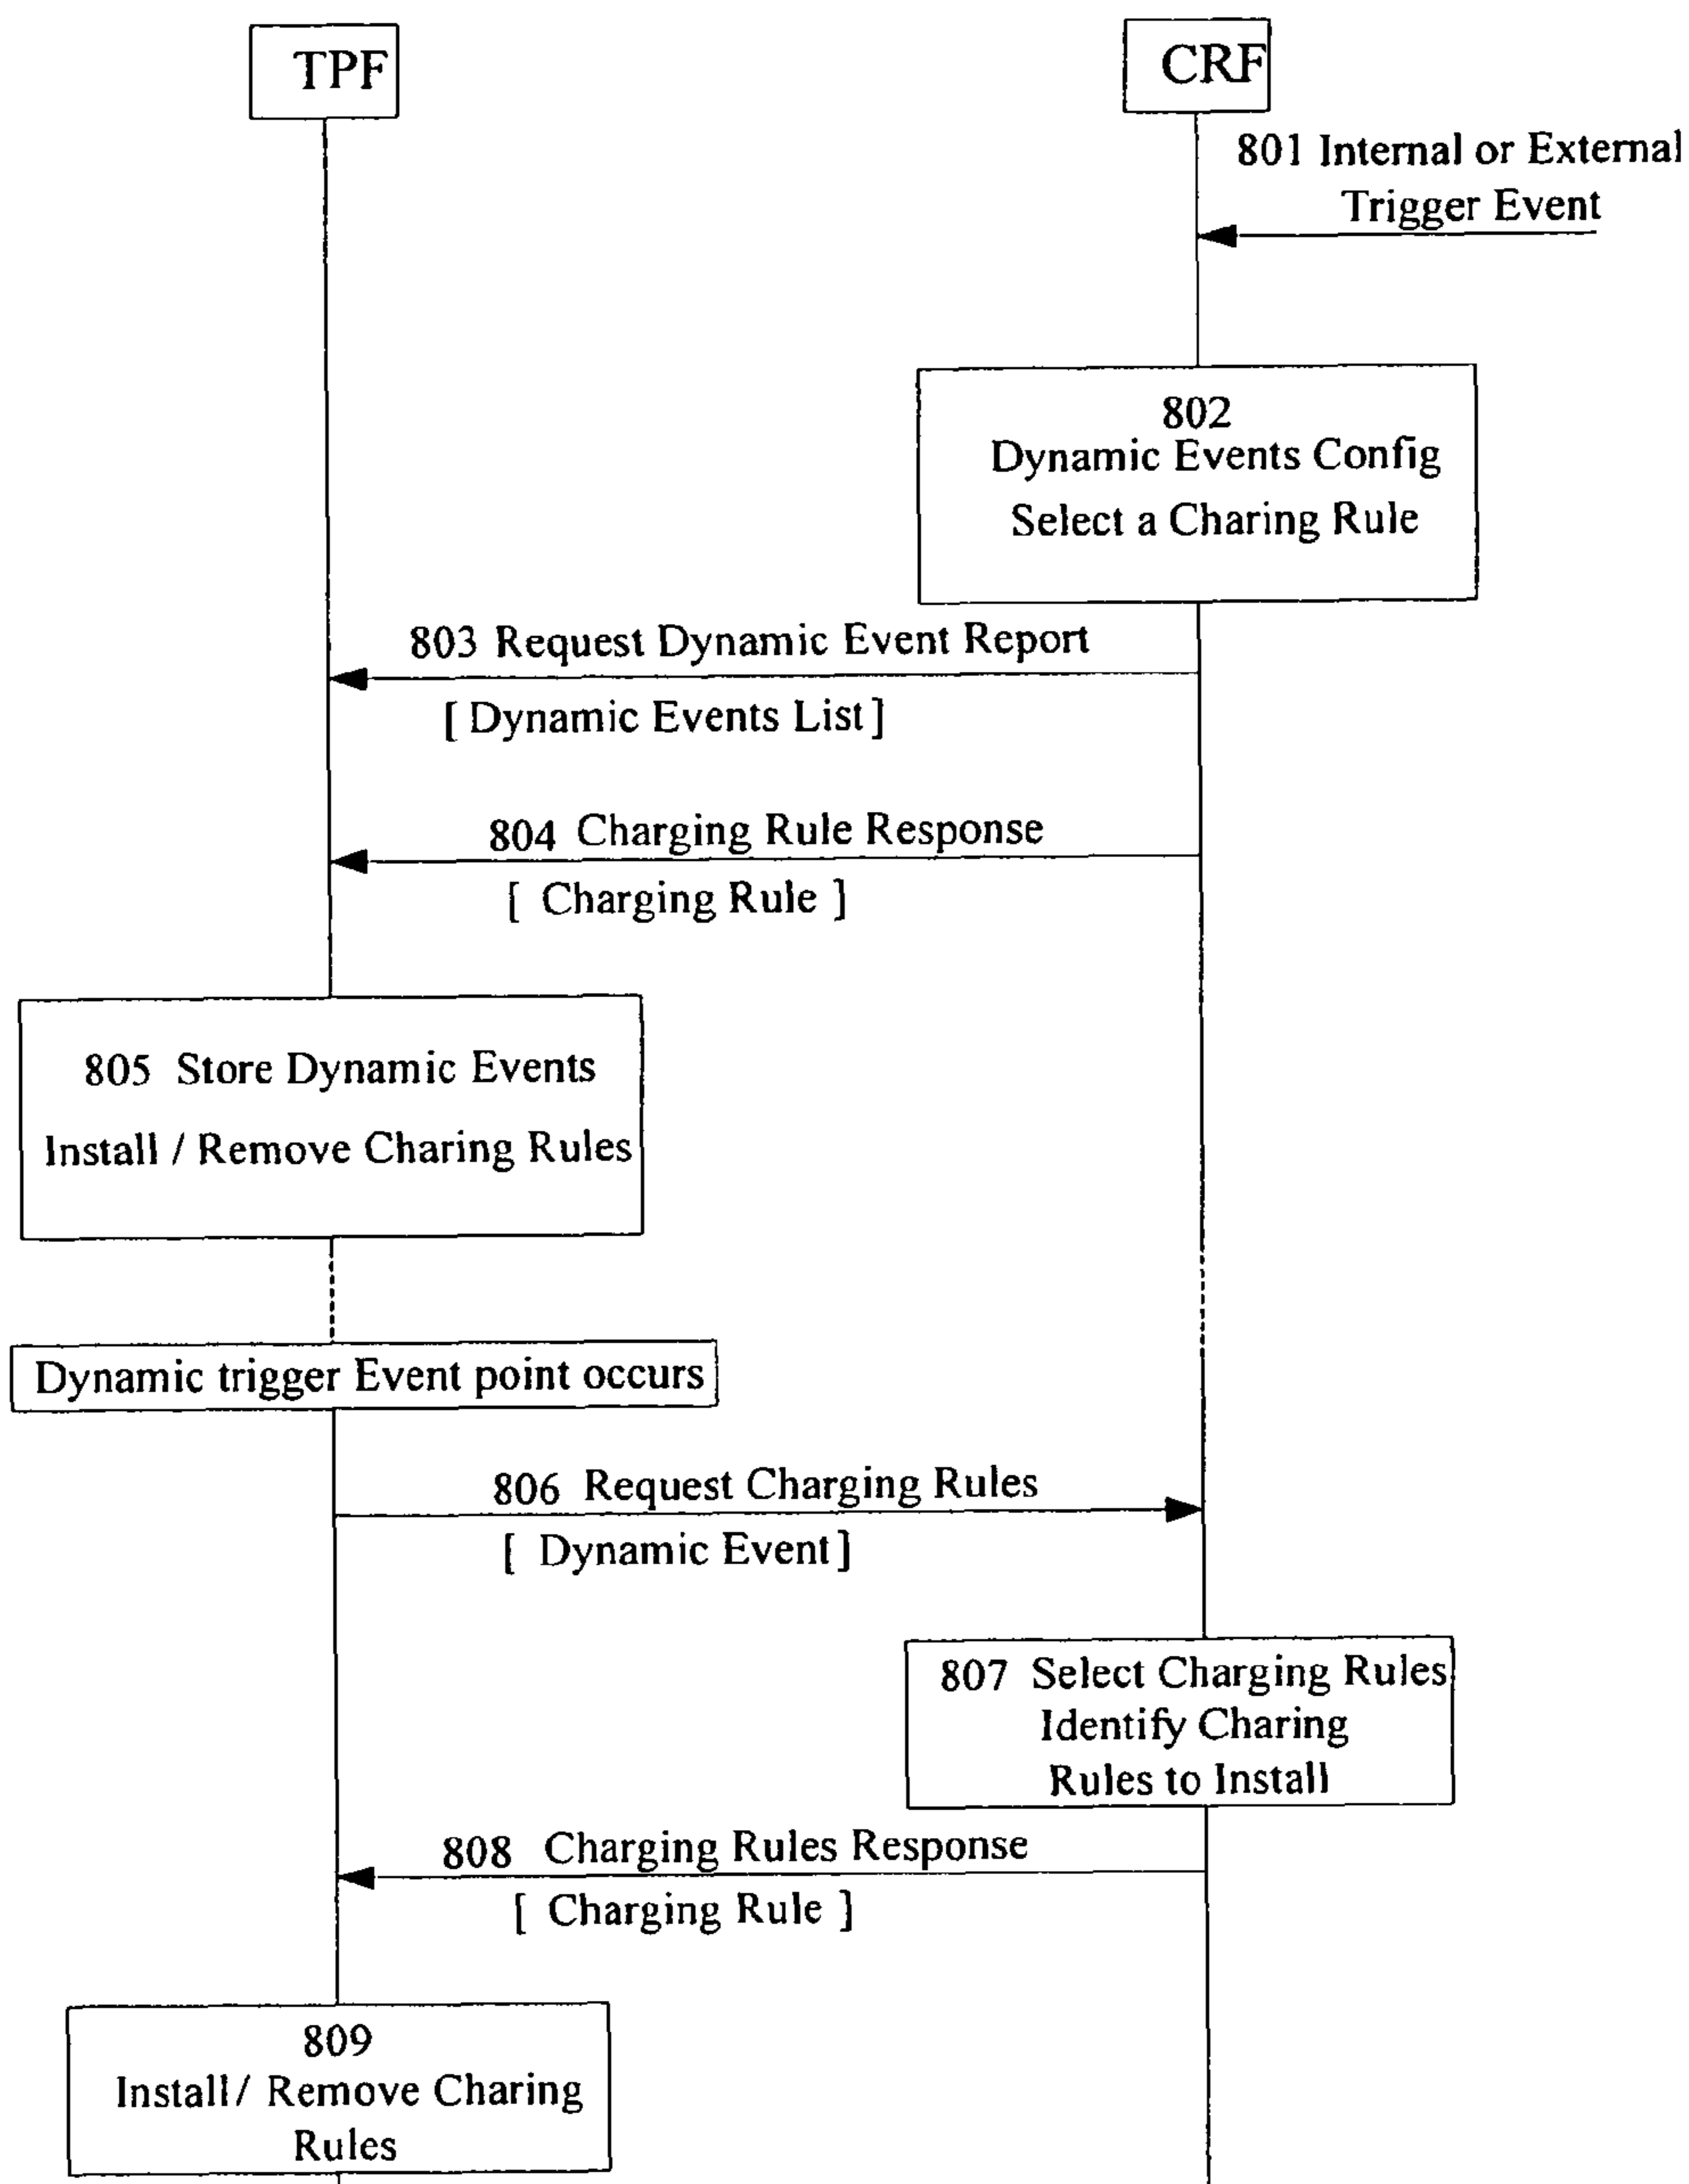 TPF
CRF
801 Internal or External
Trigger Event
802
Dynamic Events Config
Select a Charing Rule
803 Request Dynamic Event Report
[ Dynamic Events List ]
804 Charging Rule Response
[ Charging Rule ]
805 Store Dynamic Events
Install / Remove Charing Rules
Dynamic trigger Event point occurs
806 Request Charging Rules
[ Dynamic Event ]
807 Select Charging Rules
Identify Charing
Rules to Install
808 Charging Rules Response
[ Charging Rule ]
809
Install / Remove Charing
Rules